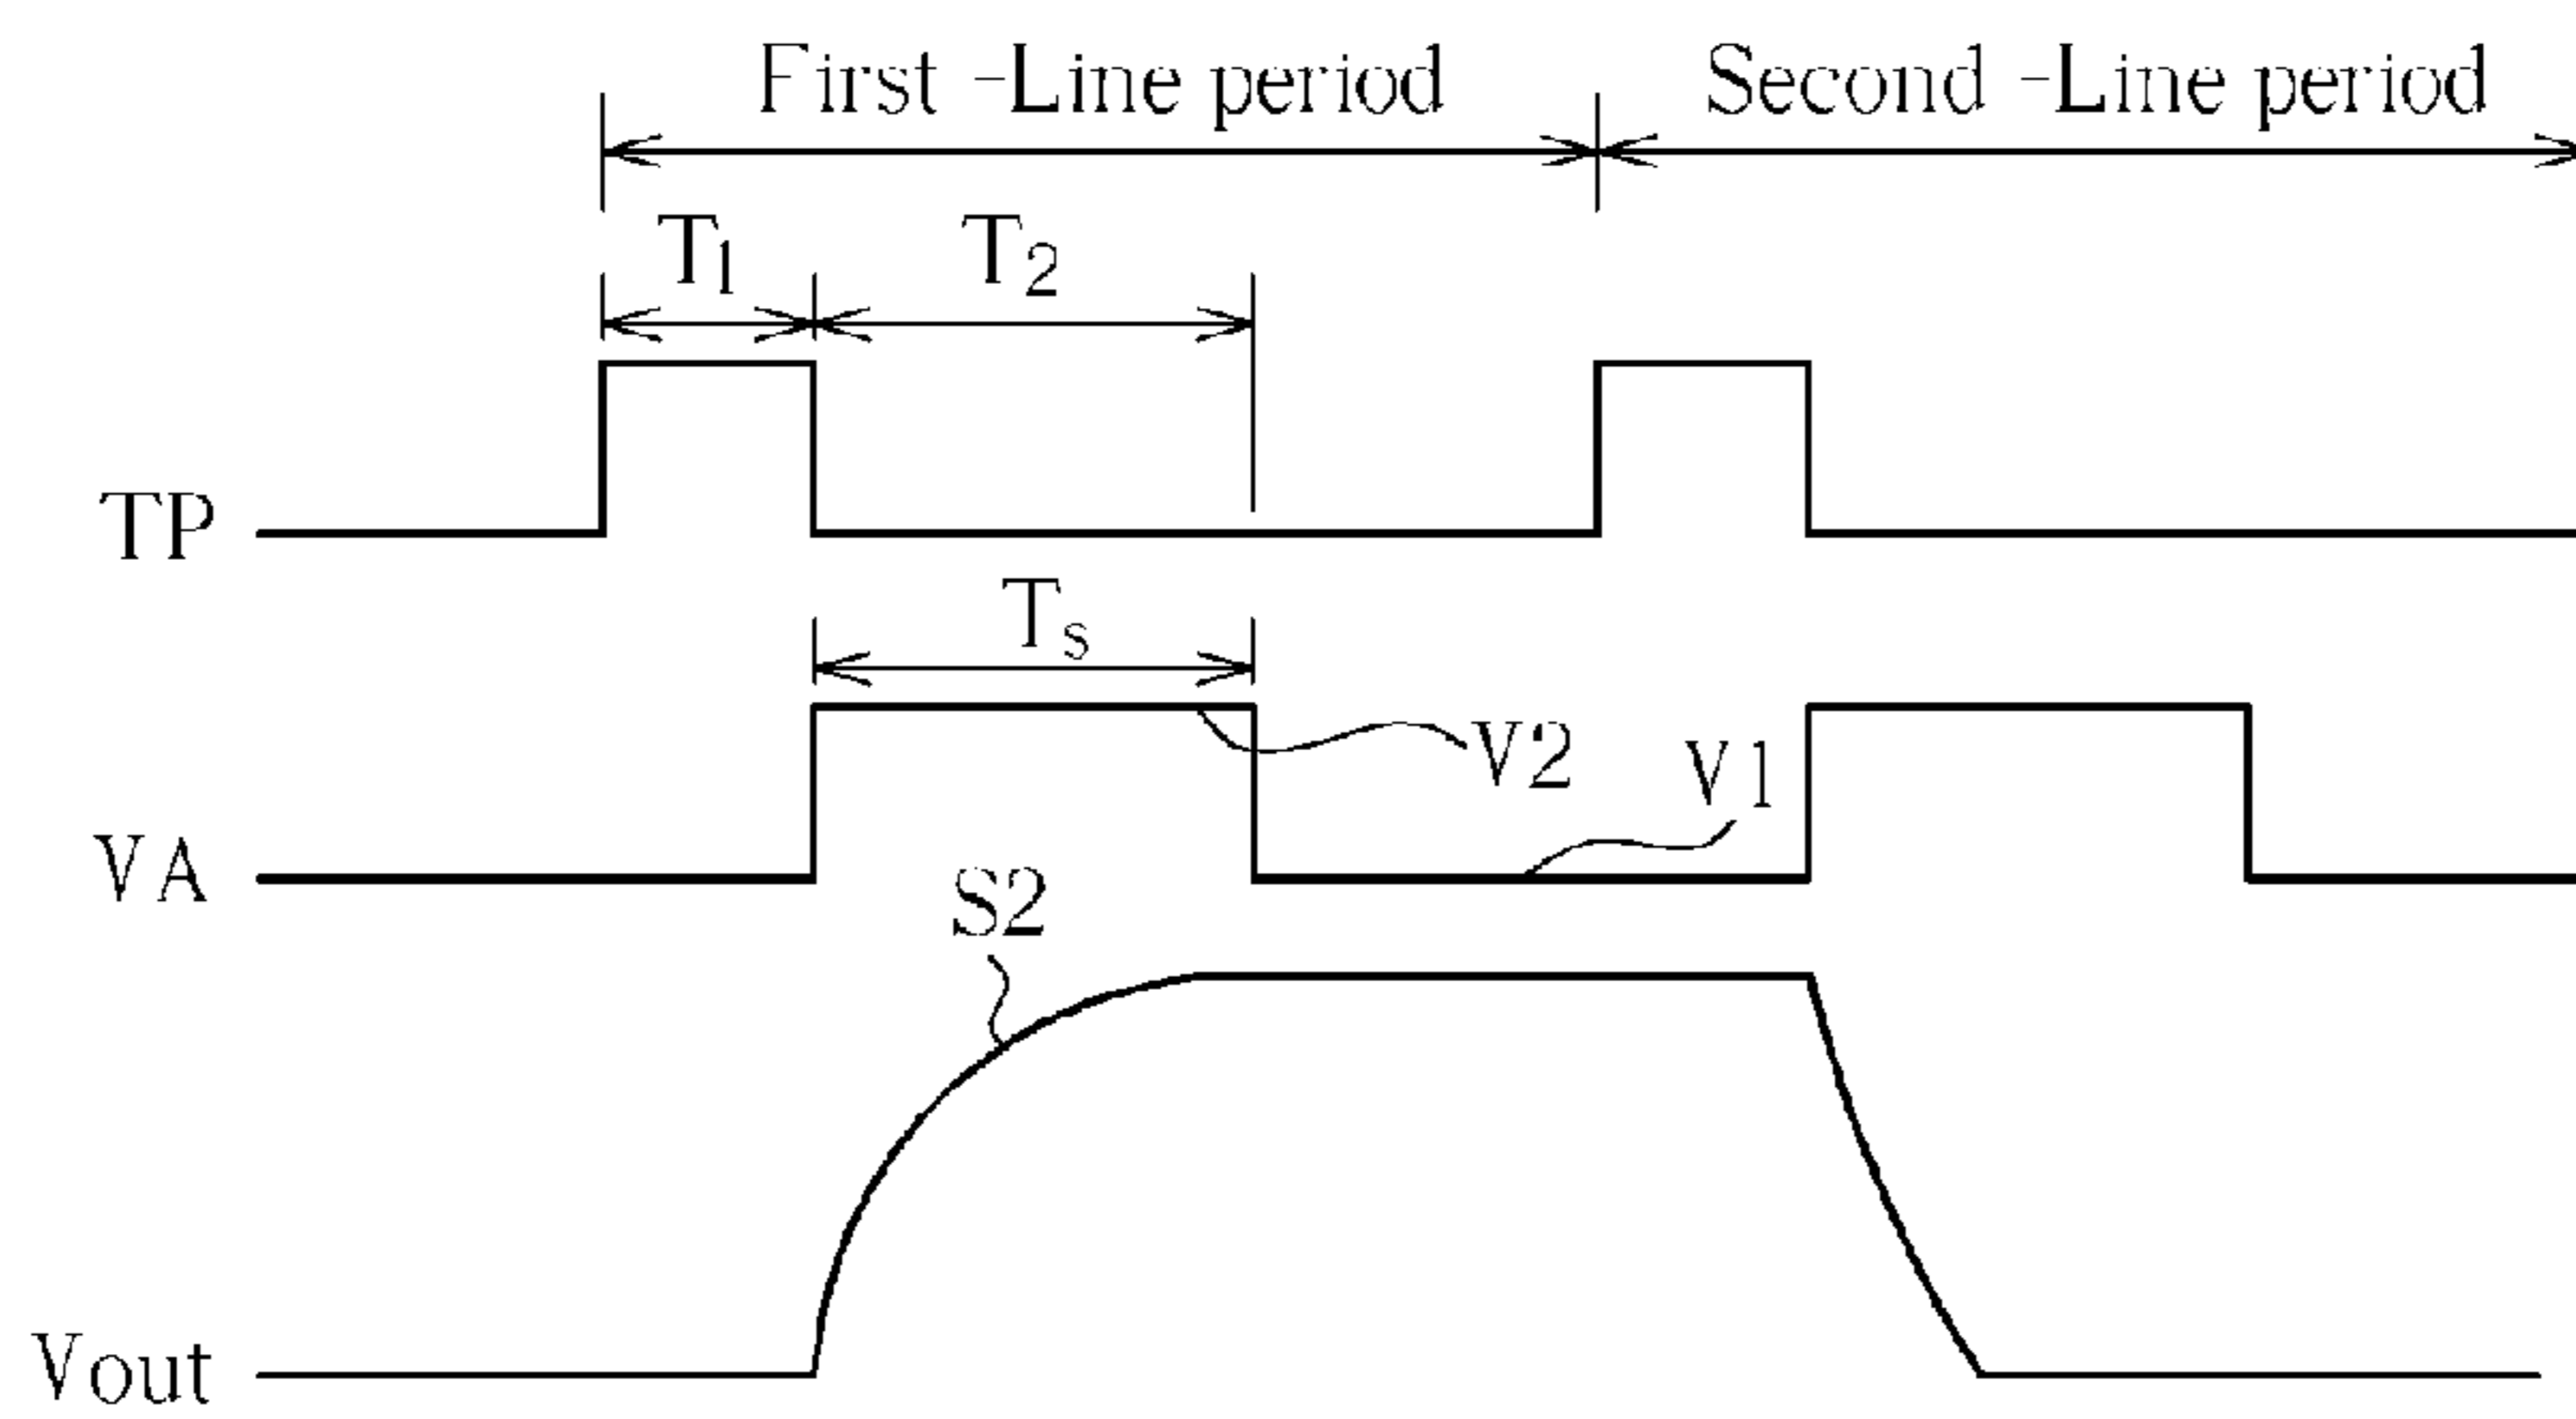 First -Line period
Second -Line period
T1
T2
TP
Ts
V2
V1
VA
S2
Vout